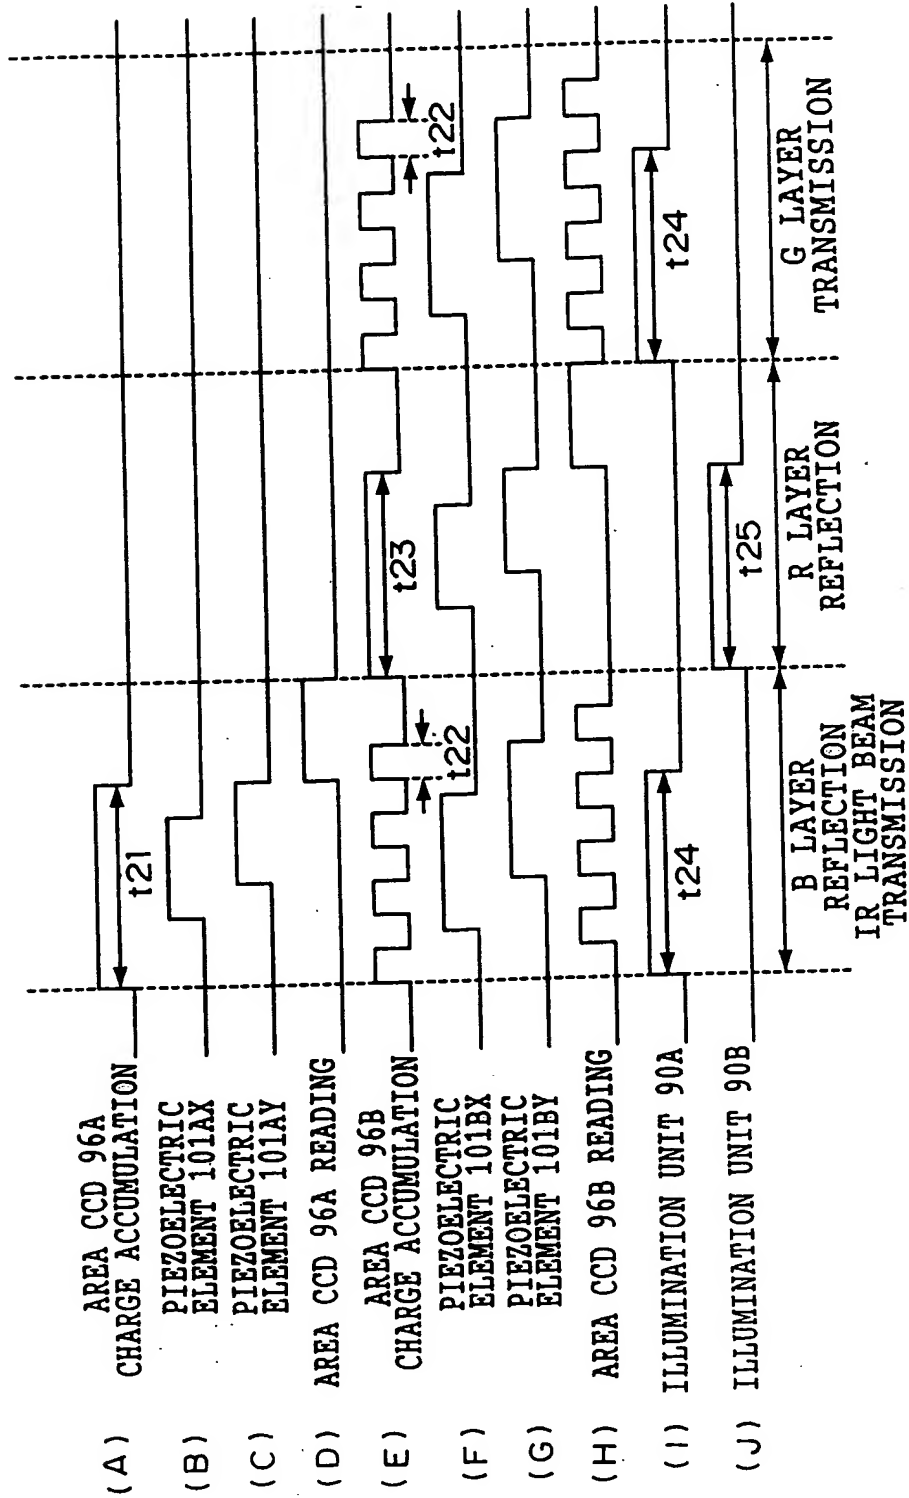 (A) AREA CCD 96A
CHARGE ACCUMULATION
(B) PIEZOELECTRIC
ELEMENT 101AX
(C) PIEZOELECTRIC
ELEMENT 101AY
(D) AREA CCD 96A READING
(E) AREA CCD 96B
CHARGE ACCUMULATION
(F) PIEZOELECTRIC
ELEMENT 101BX
(G) PIEZOELECTRIC
ELEMENT 101BY
(H) AREA CCD 96B READING
(I) ILLUMINATION UNIT 90A
(J) ILLUMINATION UNIT 90B
t21
t22
t23
t22
t24
t24
t25
B LAYER
REFLECTION
IR LIGHT BEAM
TRANSMISSION
R LAYER
REFLECTION
G LAYER
TRANSMISSION